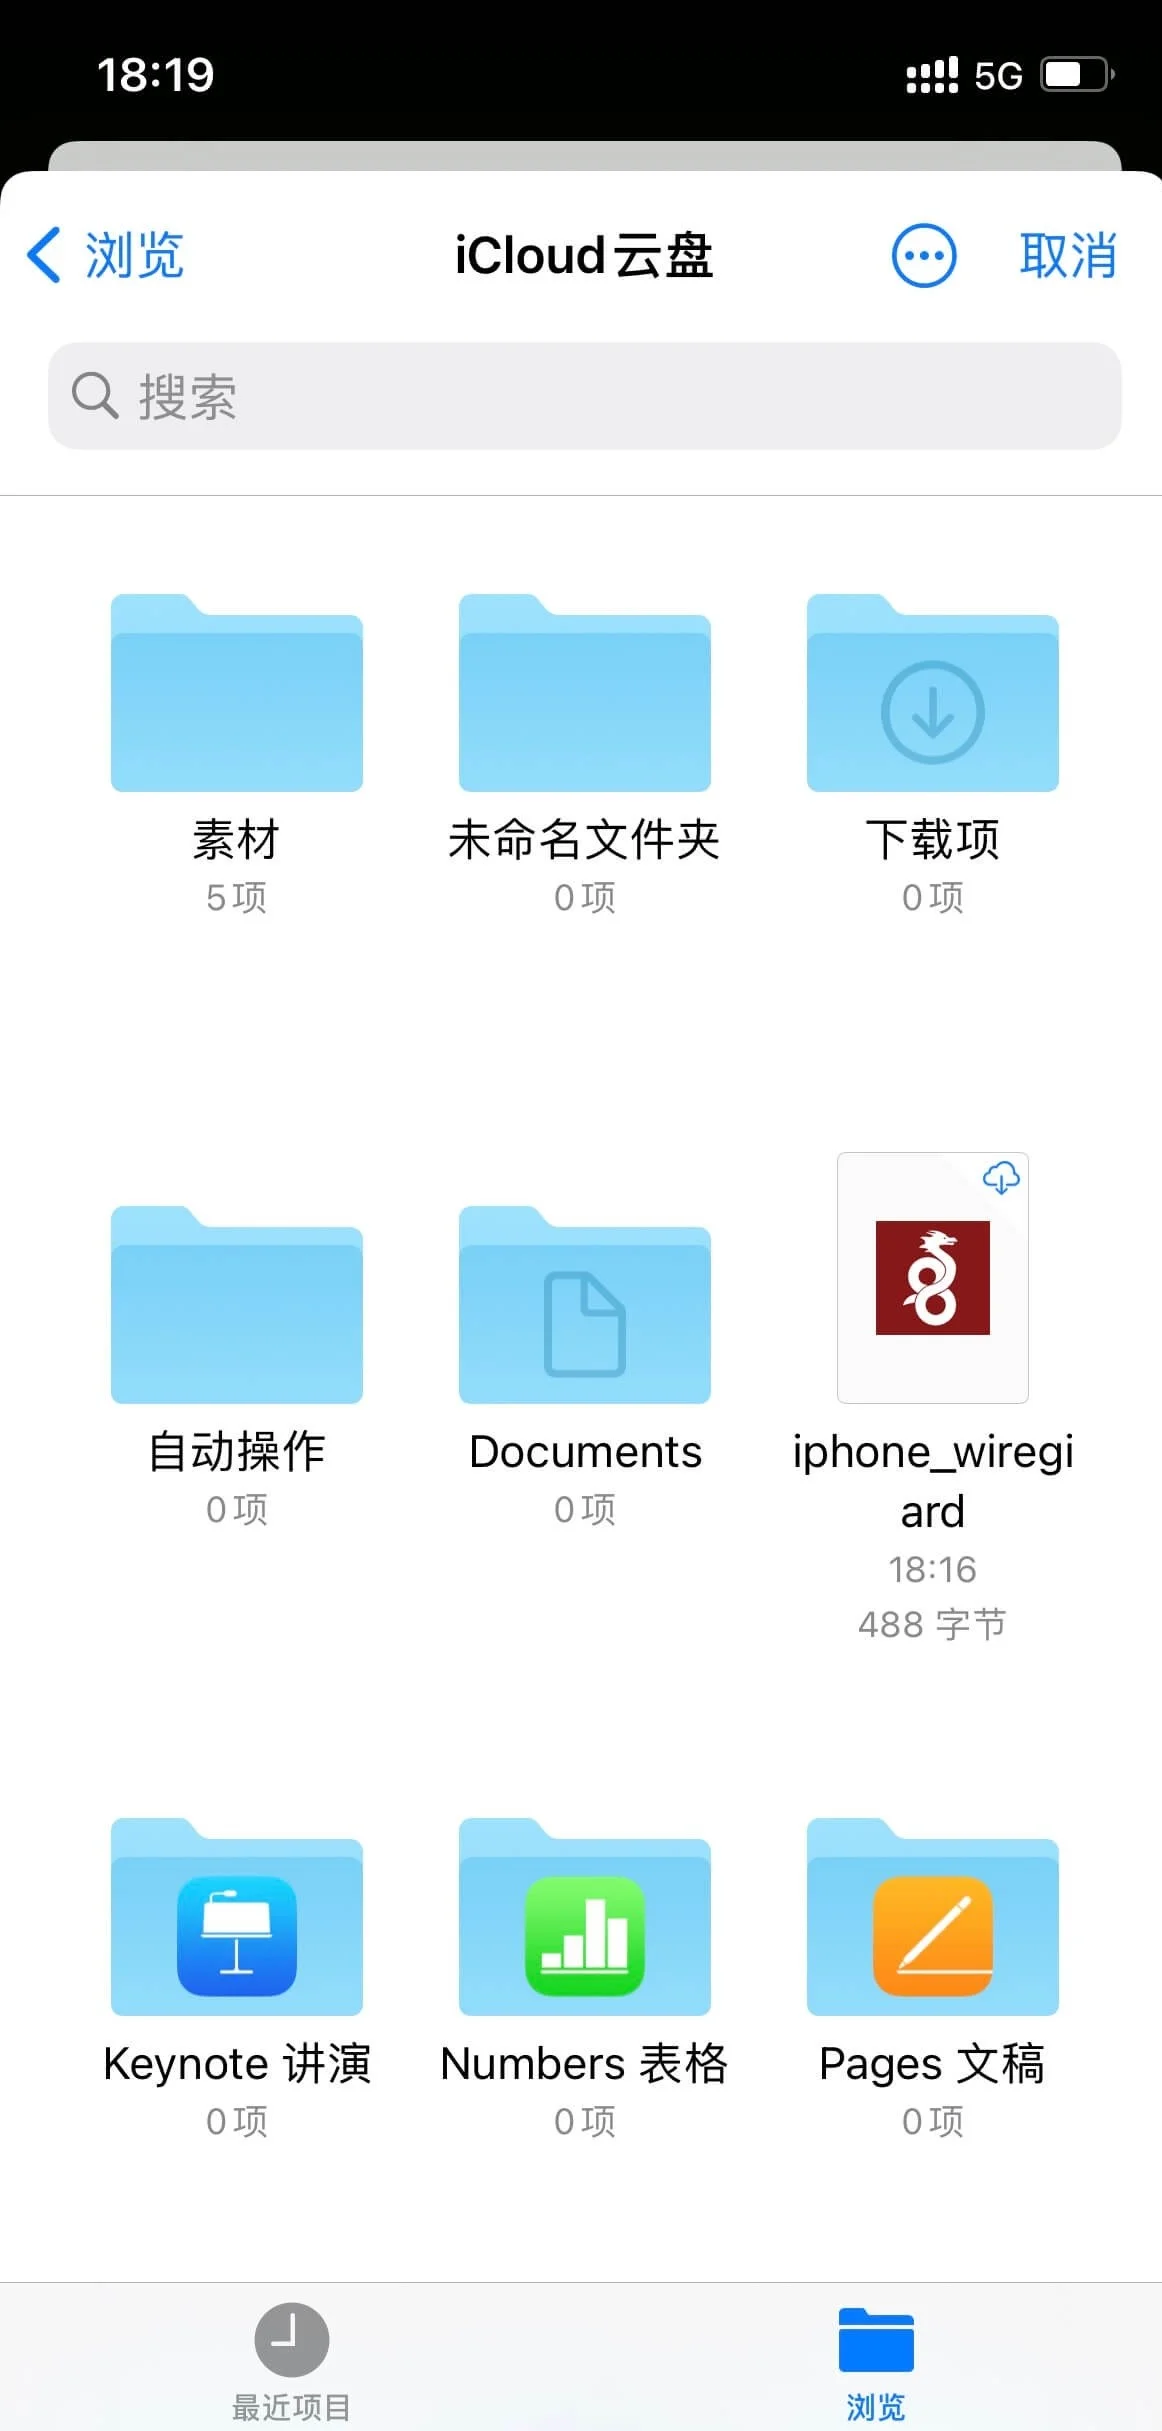 18:19
5G
浏览
iCloud云盘
取消
搜索
素材
5项
未命名文件夹
0项
下载项
0项
自动操作
0项
Documents
0项
iphone_wiregi
ard
18:16
488 字节
Keynote 讲演
0项
Numbers 表格
0项
Pages 文稿
0项
最近项目
浏览